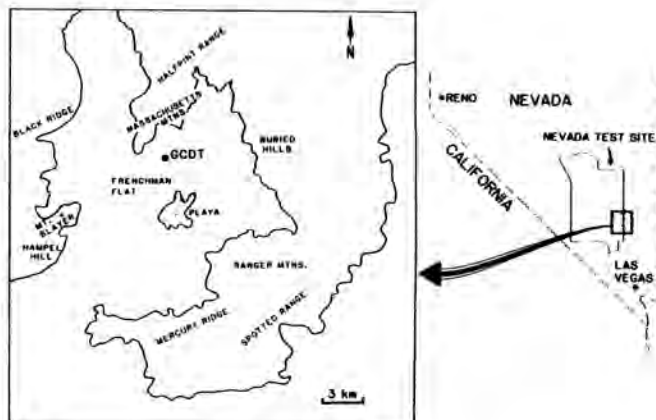 BLACK RIDGE
HALFPINT RANGE
MASSACHUSETTS
MTNS.
N
GCDT
BURIED
HILLS
FRENCHMAN
FLAT
PLAYA
MT.
SLAYER
HAMPEL
HILL
RANGER MTNS.
MERCURY RIDGE
SPOTTED RANGE
3 km
RENO
NEVADA
NEVADA TEST SITE
CALIFORNIA
LAS
VEGAS